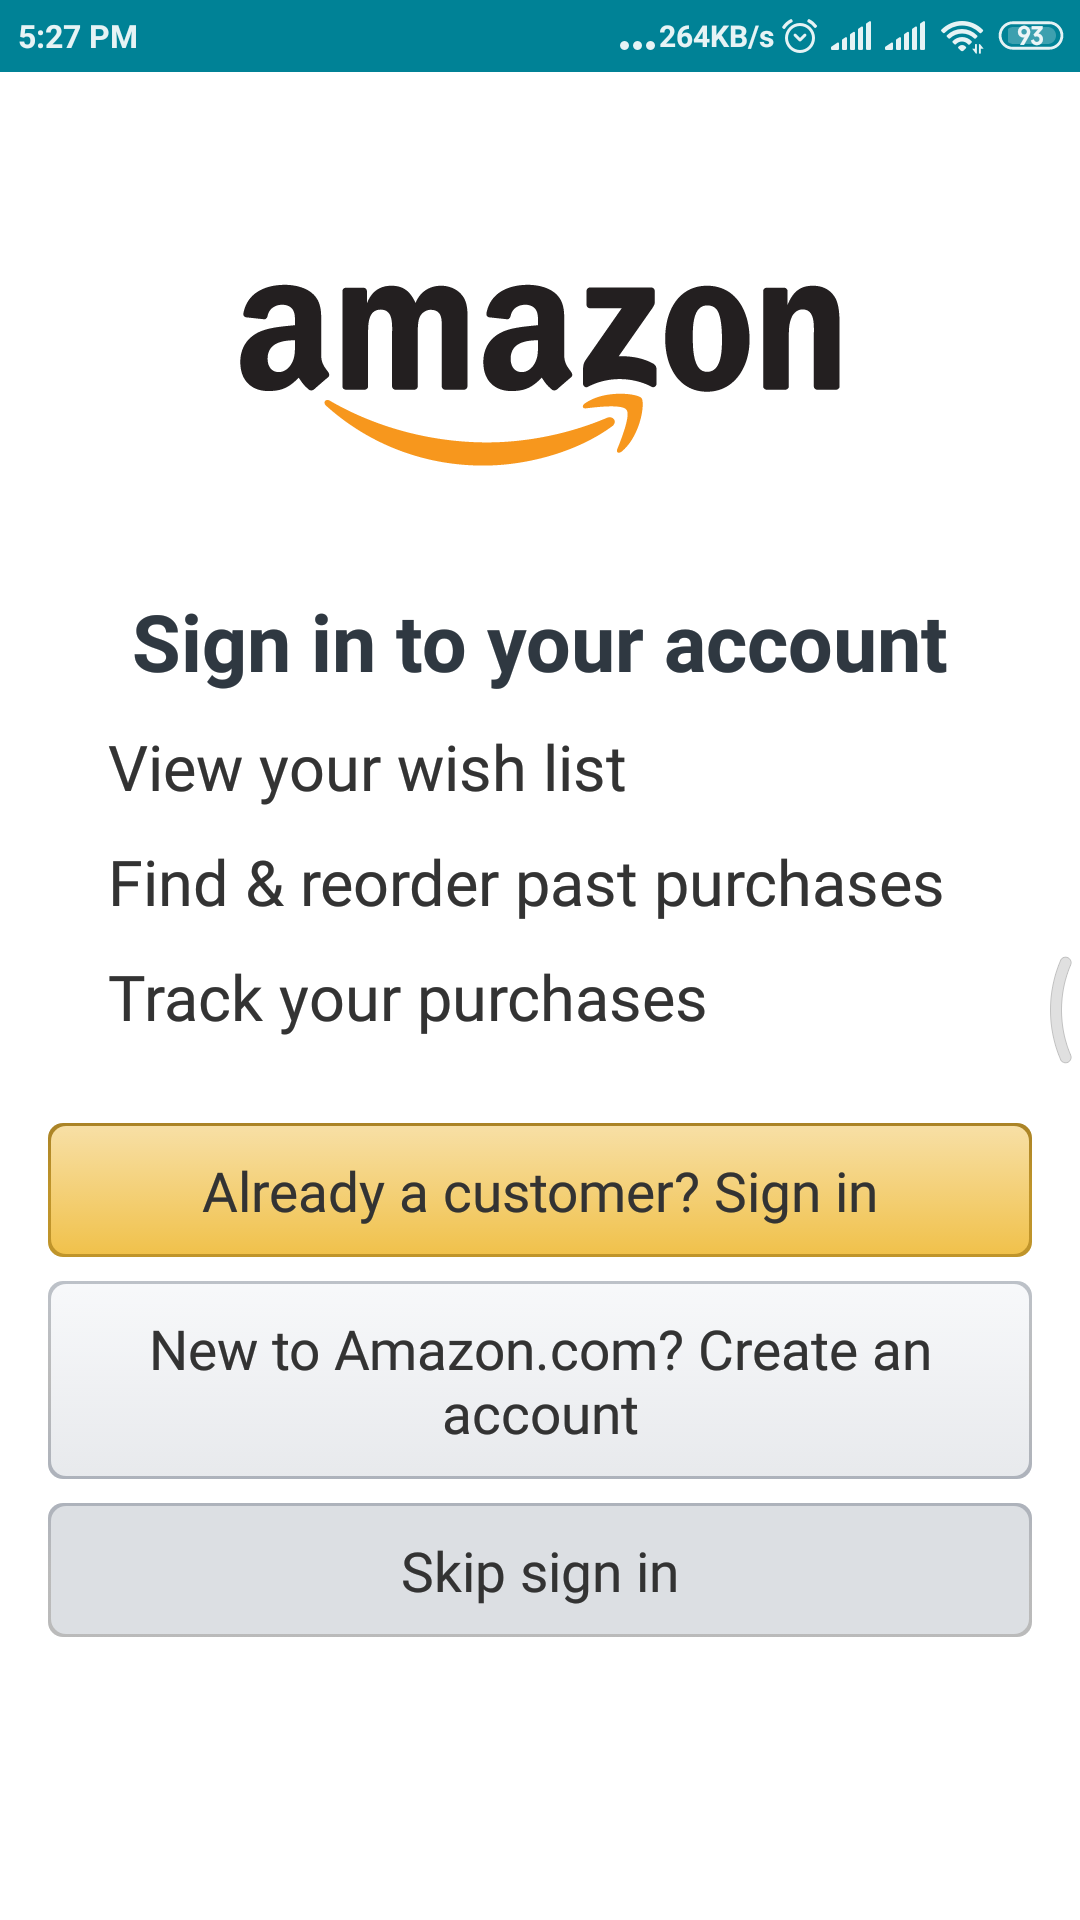 5:27 PM
...264KB/s
93
amazon
Sign in to your account
View your wish list
Find & reorder past purchases
Track your purchases
Already a customer? Sign in
New to Amazon.com? Create an
account
Skip sign in